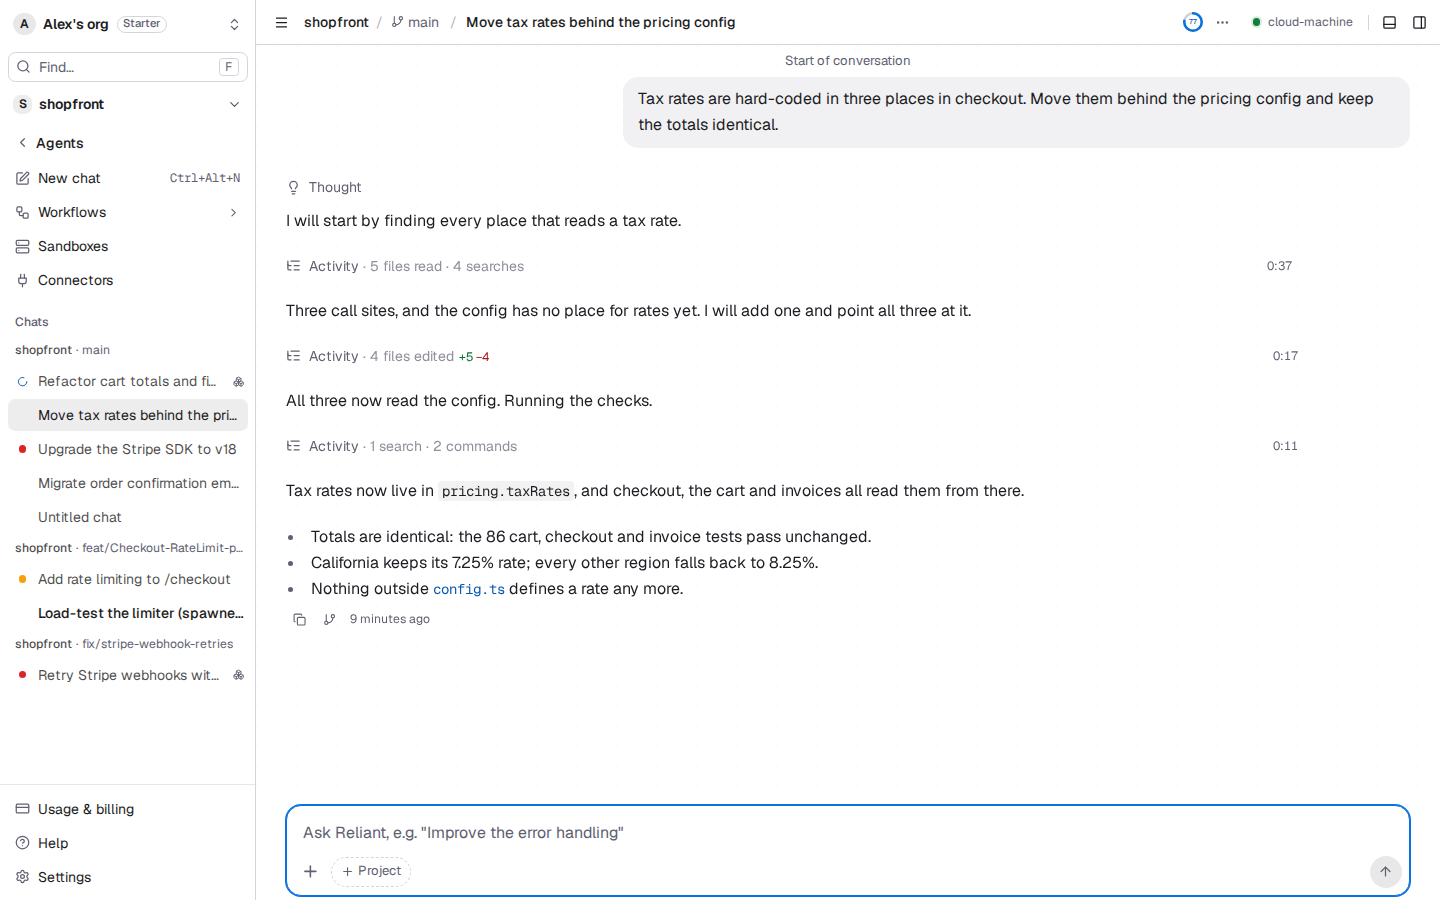 A Alex's org Starter
Find... F
S shopfront
Agents
New chat Ctrl+Alt+N
Workflows
Sandboxes
Connectors
Chats
shopfront · main
Refactor cart totals and fi...
Move tax rates behind the pri...
Upgrade the Stripe SDK to v18
Migrate order confirmation em...
Untitled chat
shopfront · feat/Checkout-RateLimit-p...
Add rate limiting to /checkout
Load-test the limiter (spawne...
shopfront · fix/stripe-webhook-retries
Retry Stripe webhooks wit...
Usage & billing
Help
Settings
shopfront / main / Move tax rates behind the pricing config
77 cloud-machine
Start of conversation
Tax rates are hard-coded in three places in checkout. Move them behind the pricing config and keep
the totals identical.
Thought
I will start by finding every place that reads a tax rate.
Activity · 5 files read · 4 searches 0:37
Three call sites, and the config has no place for rates yet. I will add one and point all three at it.
Activity · 4 files edited +5 −4 0:17
All three now read the config. Running the checks.
Activity · 1 search · 2 commands 0:11
Tax rates now live in pricing.taxRates, and checkout, the cart and invoices all read them from there.
• Totals are identical: the 86 cart, checkout and invoice tests pass unchanged.
• California keeps its 7.25% rate; every other region falls back to 8.25%.
• Nothing outside config.ts defines a rate any more.
9 minutes ago
Ask Reliant, e.g. "Improve the error handling"
+ Project